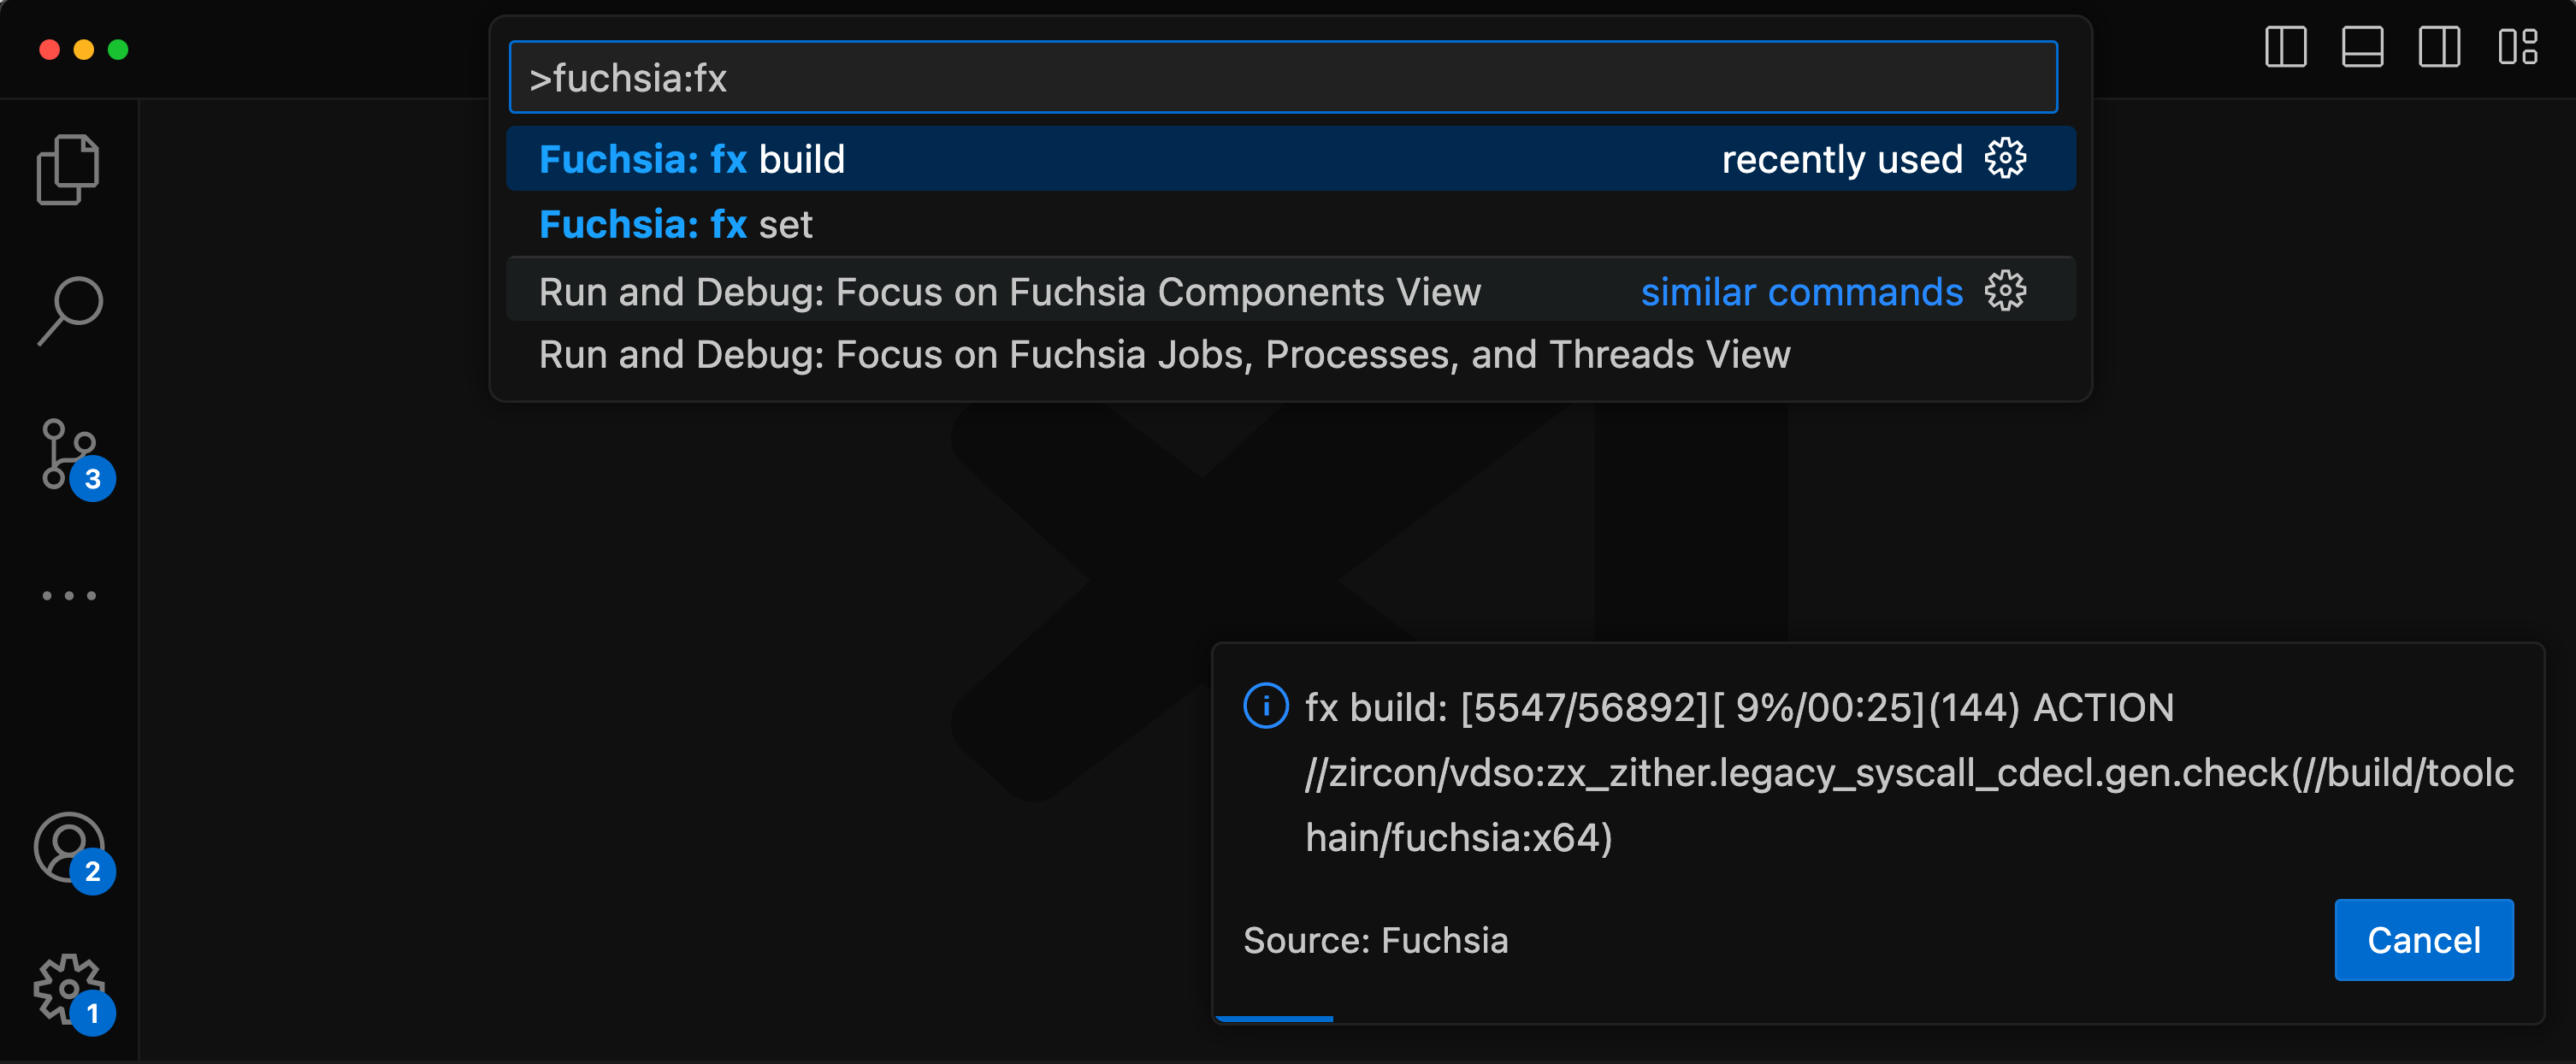 >fuchsia:fx
Fuchsia: fx build recently used
Fuchsia: fx set
Run and Debug: Focus on Fuchsia Components View similar commands
Run and Debug: Focus on Fuchsia Jobs, Processes, and Threads View
3
2
1
fx build: [5547/56892][ 9%/00:25](144) ACTION
//zircon/vdso:zx_zither.legacy_syscall_cdecl.gen.check(//build/toolc
hain/fuchsia:x64)
Source: Fuchsia
Cancel